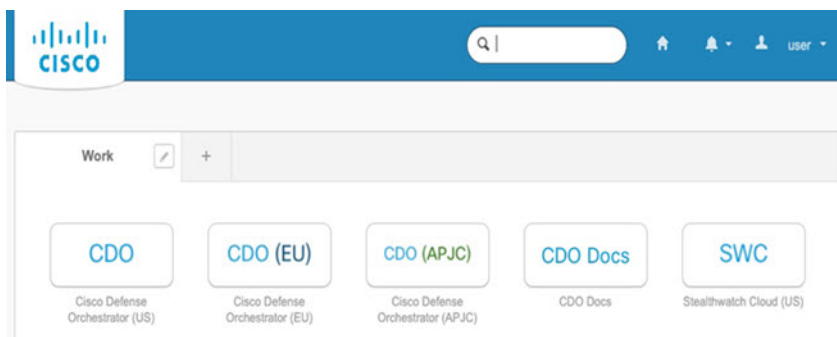 CISCO
user
Work
+
CDO
CDO (EU)
CDO (APJC)
CDO Docs
SWC
Cisco Defense
Orchestrator (US)
Cisco Defense
Orchestrator (EU)
Cisco Defense
Orchestrator (APJC)
CDO Docs
Stealthwatch Cloud (US)